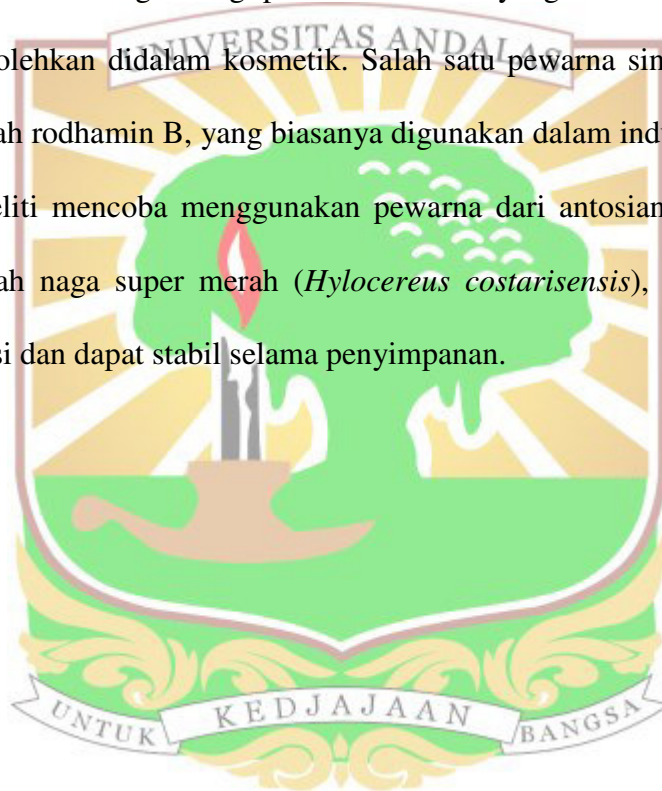 UNIVERSITAS ANDALAS
olehkan didalam kosmetik. Salah satu pewarna sin
ah rodhamin B, yang biasanya digunakan dalam ind
eliti mencoba menggunakan pewarna dari antosian
ah naga super merah (Hylocereus costarisensis),
si dan dapat stabil selama penyimpanan.
UNTUK KEDJAJAAN BANGSA